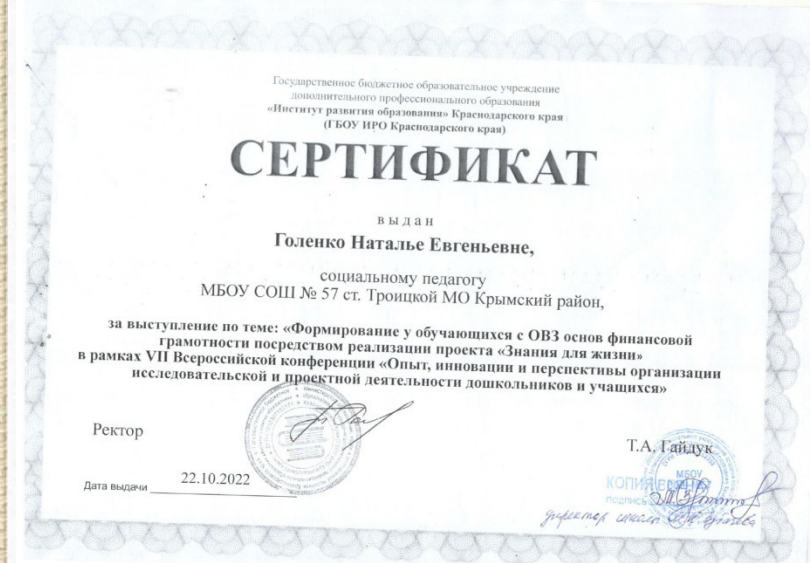 Государственное бюджетное образовательное учреждение
дополнительного профессионального образования
«Институт развития образования» Краснодарского края
(ГБОУ ИРО Краснодарского края)
СЕРТИФИКАТ
выдан
Голенко Наталье Евгеньевне,
социальному педагогу
МБОУ СОШ № 57 ст. Троицкой МО Крымский район,
за выступление по теме: «Формирование у обучающихся с ОВЗ основ финансовой
грамотности посредством реализации проекта «Знания для жизни»
в рамках VII Всероссийской конференции «Опыт, инновации и перспективы организации
исследовательской и проектной деятельности дошкольников и учащихся»
Ректор
Т.А. Гайдук
Дата выдачи 22.10.2022
МБОУ
КОПИЯ ВЕРНА
подпись
директор школы